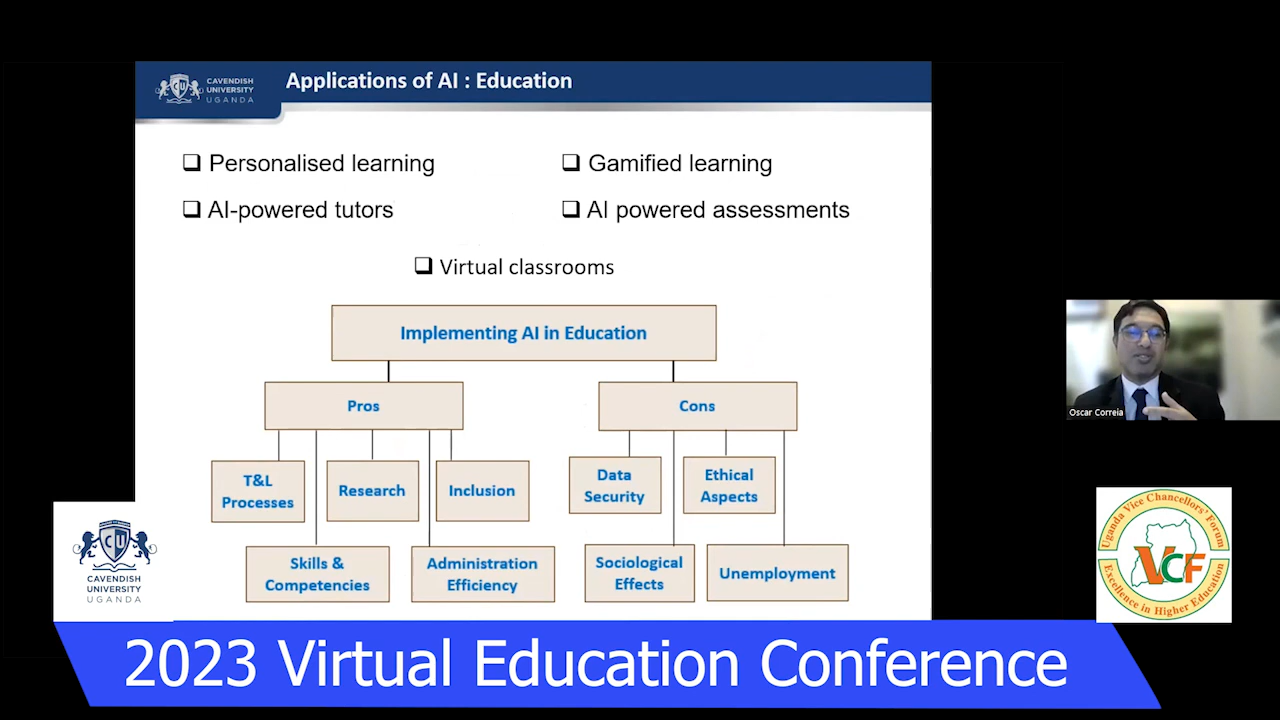 CAVENDISH
UNIVERSITY
UGANDA
CU
Applications of AI : Education
Personalised learning
Gamified learning
AI-powered tutors
AI powered assessments
Virtual classrooms
Implementing AI in Education
Pros
Cons
T&L
Processes
Research
Inclusion
Data
Security
Ethical
Aspects
Skills &
Competencies
Administration
Efficiency
Sociological
Effects
Unemployment
Oscar Correia
CU
CAVENDISH
UNIVERSITY
UGANDA
Uganda Vice Chancellors' Forum
VCF
Excellence in Higher Education
2023 Virtual Education Conference